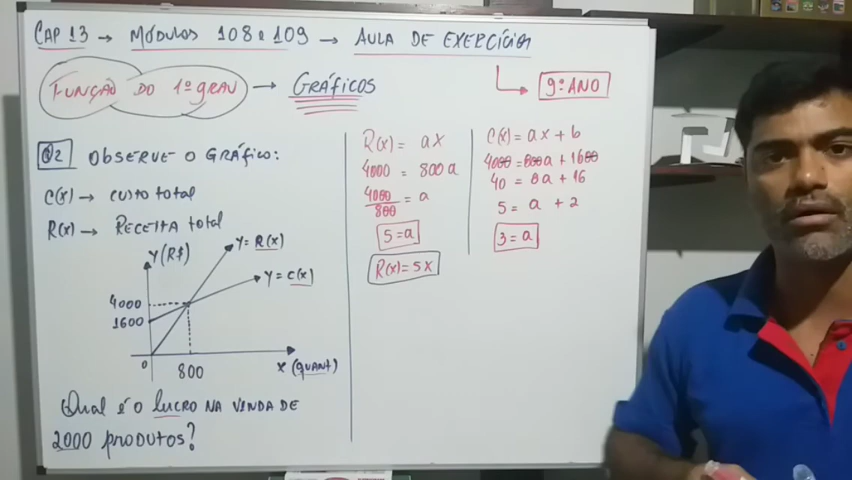 CAP 13 → MÓDULOS 108 e 109 → AULA DE EXERCÍCIOS
FUNÇÃO DO 1º GRAU → GRÁFICOS
9º ANO
Q2 OBSERVE O GRÁFICO:
C(x) → CUSTO TOTAL
R(x) → RECEITA TOTAL
Y(R$)
Y = R(x)
Y = C(x)
4000
1600
0
800
X (QUANT)
Qual é o lucro NA VENDA DE
2000 produtos?
R(x) = ax
4000 = 800a
4000/800 = a
5 = a
R(x) = 5x
C(x) = ax + b
4000 = 800a + 1600
40 = 8a + 16
5 = a + 2
3 = a